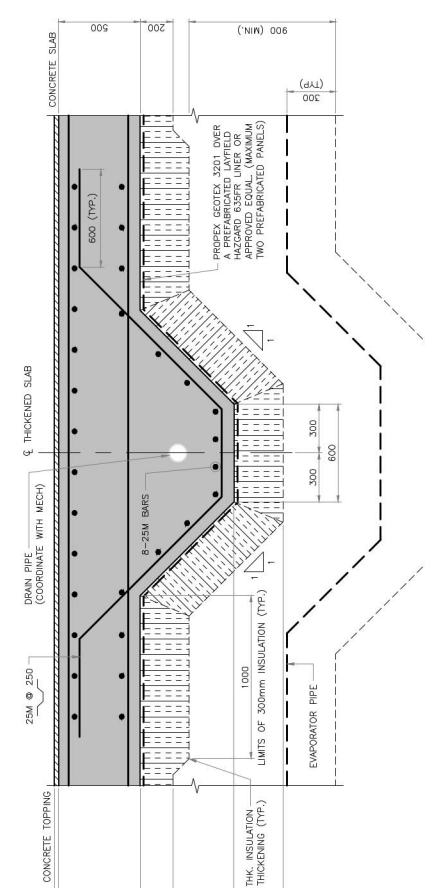 CONCRETE SLAB
500
200
900 (MIN.)
300
(TYP)
600 (TYP.)
PROPEX GEOTEX 3201 OVER
A PREFABRICATED LAYFIELD
HAZGARD 635FR LINER OR
APPROVED EQUAL. (MAXIMUM
TWO PREFABRICATED PANELS)
1
1
℄ THICKENED SLAB
DRAIN PIPE
(COORDINATE WITH MECH)
8-25M BARS
300
300
600
1
1
25M @ 250
1000
LIMITS OF 300mm INSULATION (TYP.)
EVAPORATOR PIPE
CONCRETE TOPPING
THK. INSULATION
THICKENING (TYP.)